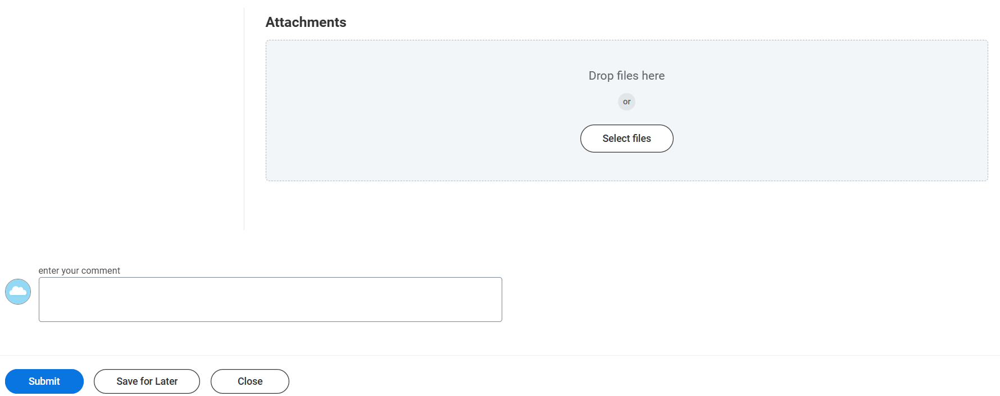 Attachments
Drop files here
or
Select files
enter your comment
Submit
Save for Later
Close